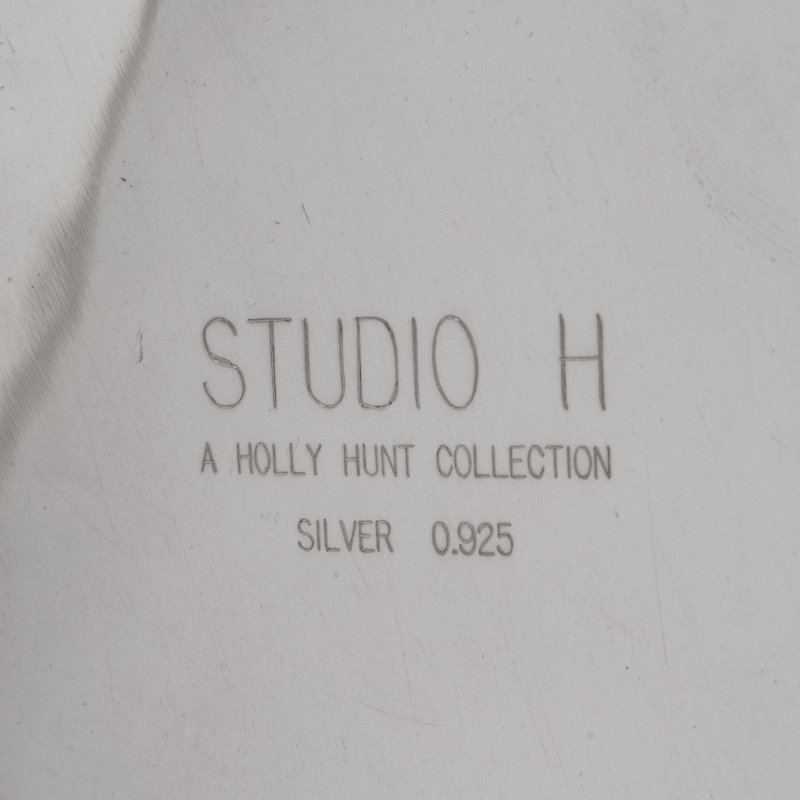 STUDIO H
A HOLLY HUNT COLLECTION
SILVER 0.925